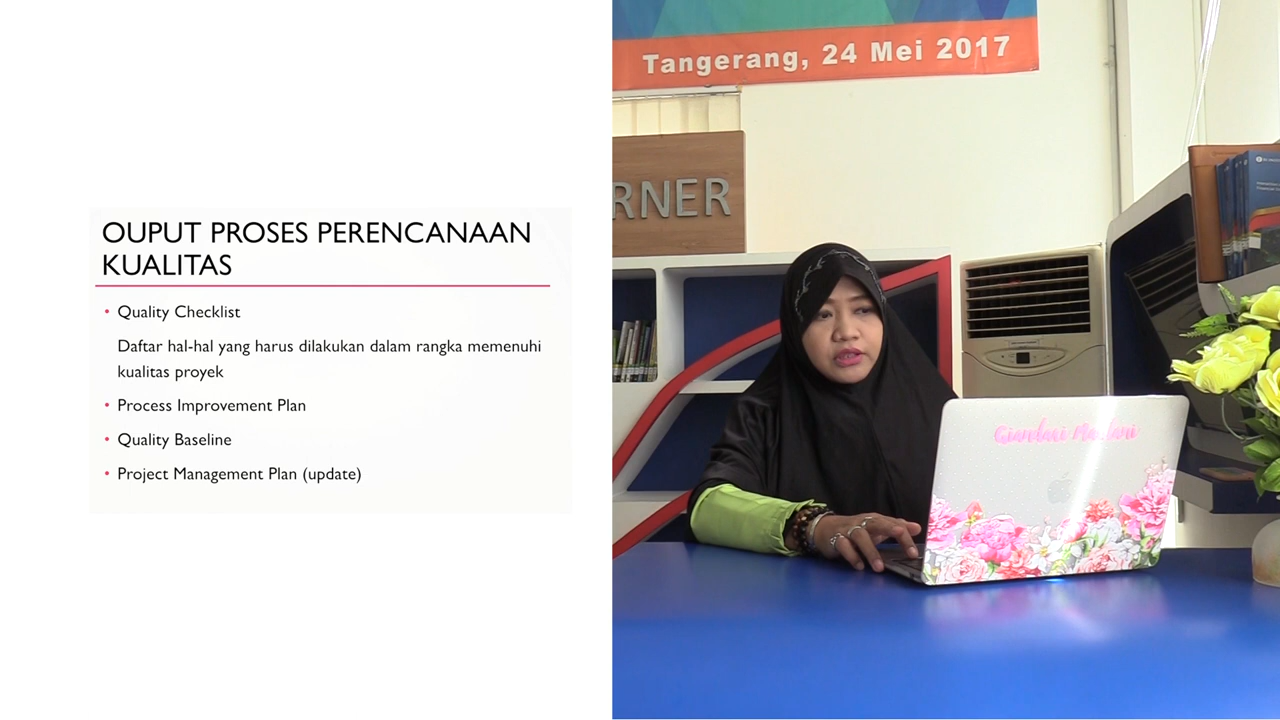 OUPUT PROSES PERENCANAAN
KUALITAS
• Quality Checklist
Daftar hal-hal yang harus dilakukan dalam rangka memenuhi
kualitas proyek
• Process Improvement Plan
• Quality Baseline
• Project Management Plan (update)
Tangerang, 24 Mei 2017
RNER